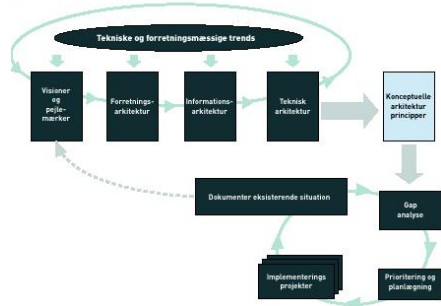 Tekniske og forretningsmæssige trends
Visioner
og
pejle-
mærker
Forretnings-
arkitektur
Informations-
arkitektur
Teknisk
arkitektur
Konceptuelle
arkitektur
principper
Dokumenter eksisterende situation
Gap
analyse
Implementerings
projekter
Prioritering og
planlægning